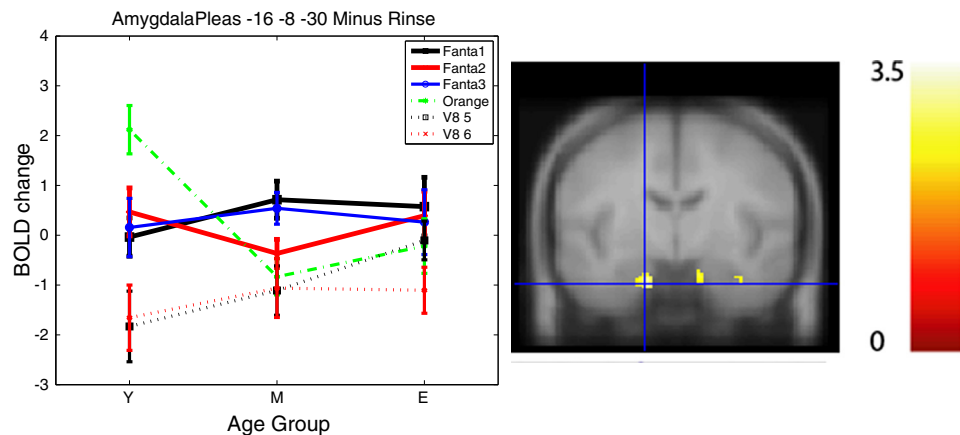 AmygdalaPleas -16 -8 -30 Minus Rinse
4
3
2
1
0
-1
-2
-3
BOLD change
Fanta1
Fanta2
Fanta3
Orange
V8 5
V8 6
Y
M
E
Age Group
3.5
0